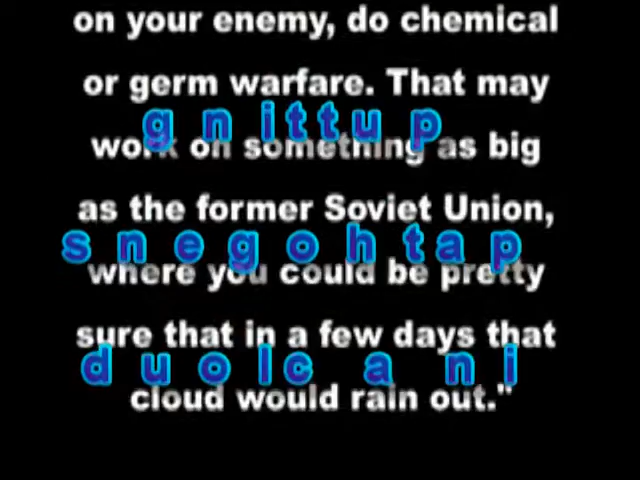 on your enemy, do chemical
or germ warfare. That may
g n i t t u p
work on something as big
as the former Soviet Union,
s n e g o h t a p
where you could be pretty
sure that in a few days that
d u o l c a n i
cloud would rain out."